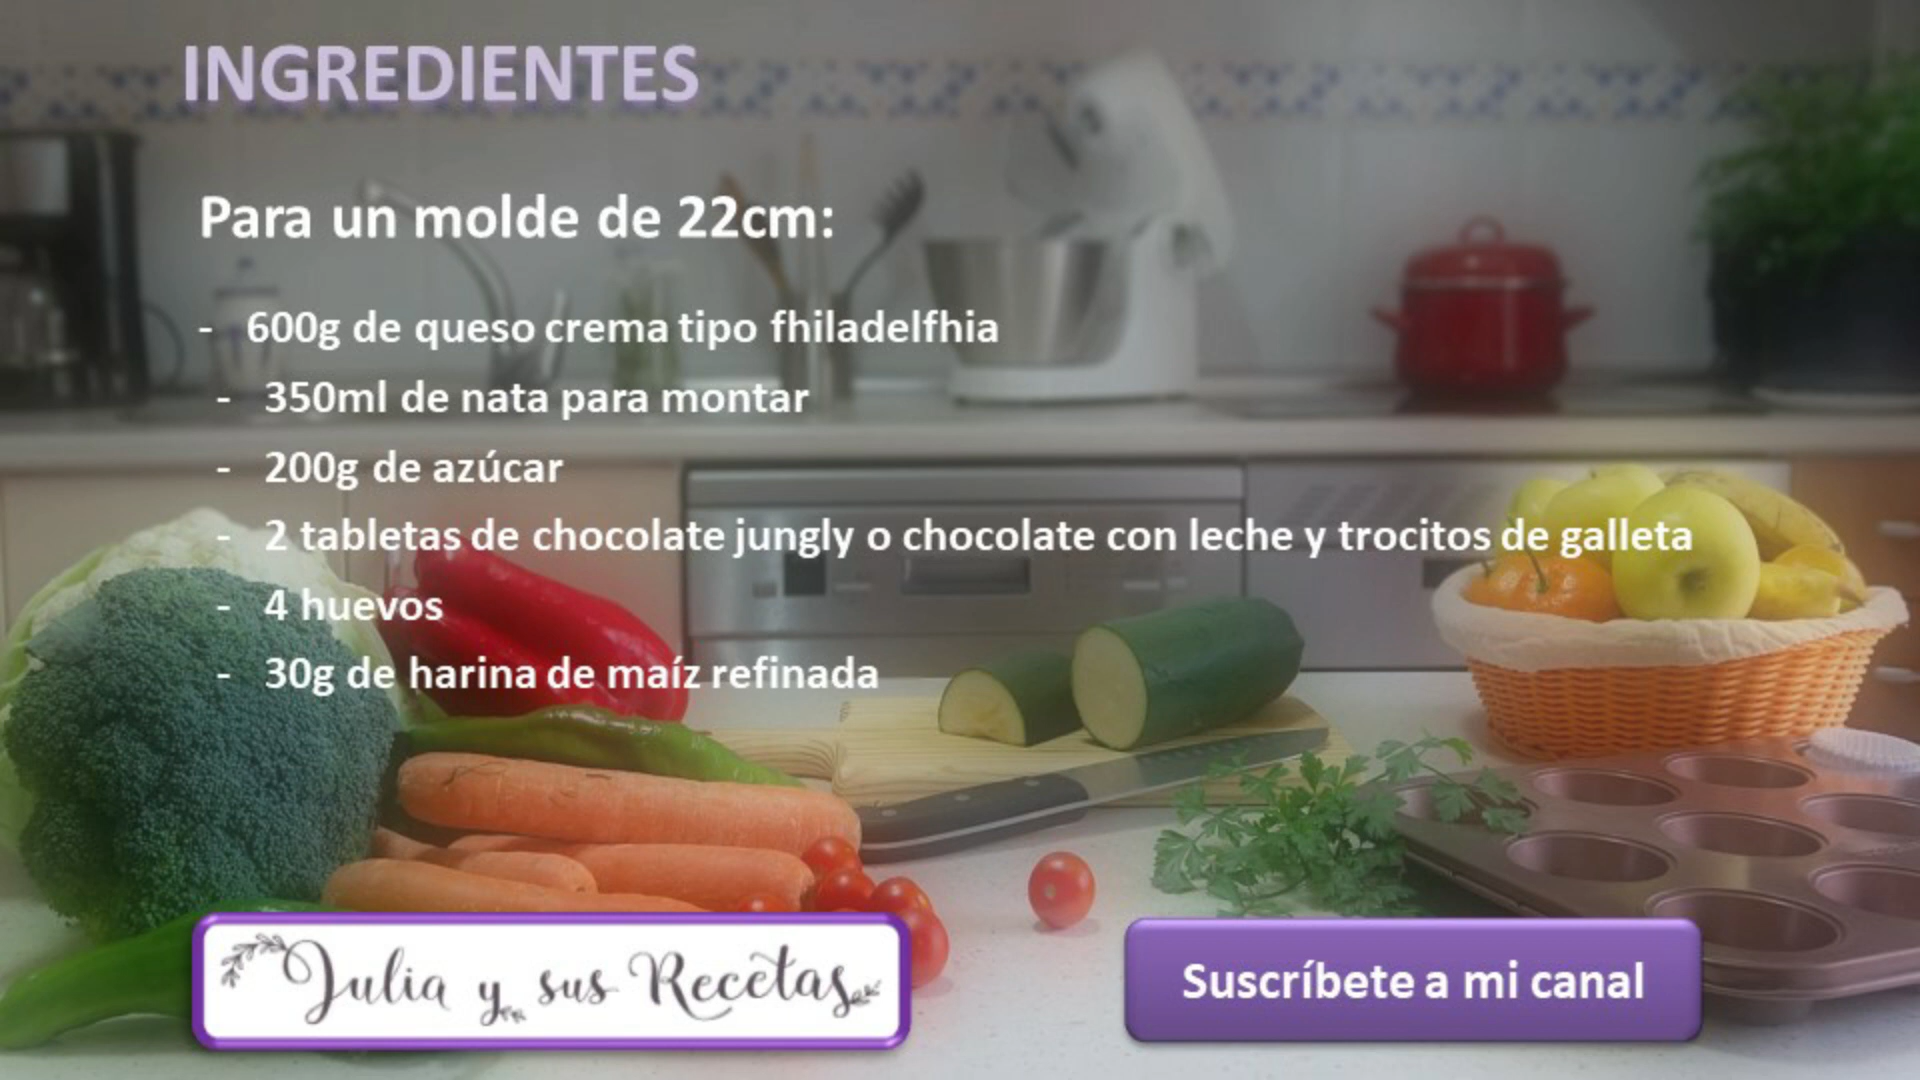 INGREDIENTES
Para un molde de 22cm:
- 600g de queso crema tipo fhiladelfhia
- 350ml de nata para montar
- 200g de azúcar
- 2 tabletas de chocolate jungly o chocolate con leche y trocitos de galleta
- 4 huevos
- 30g de harina de maíz refinada
Julia y sus Recetas
Suscríbete a mi canal